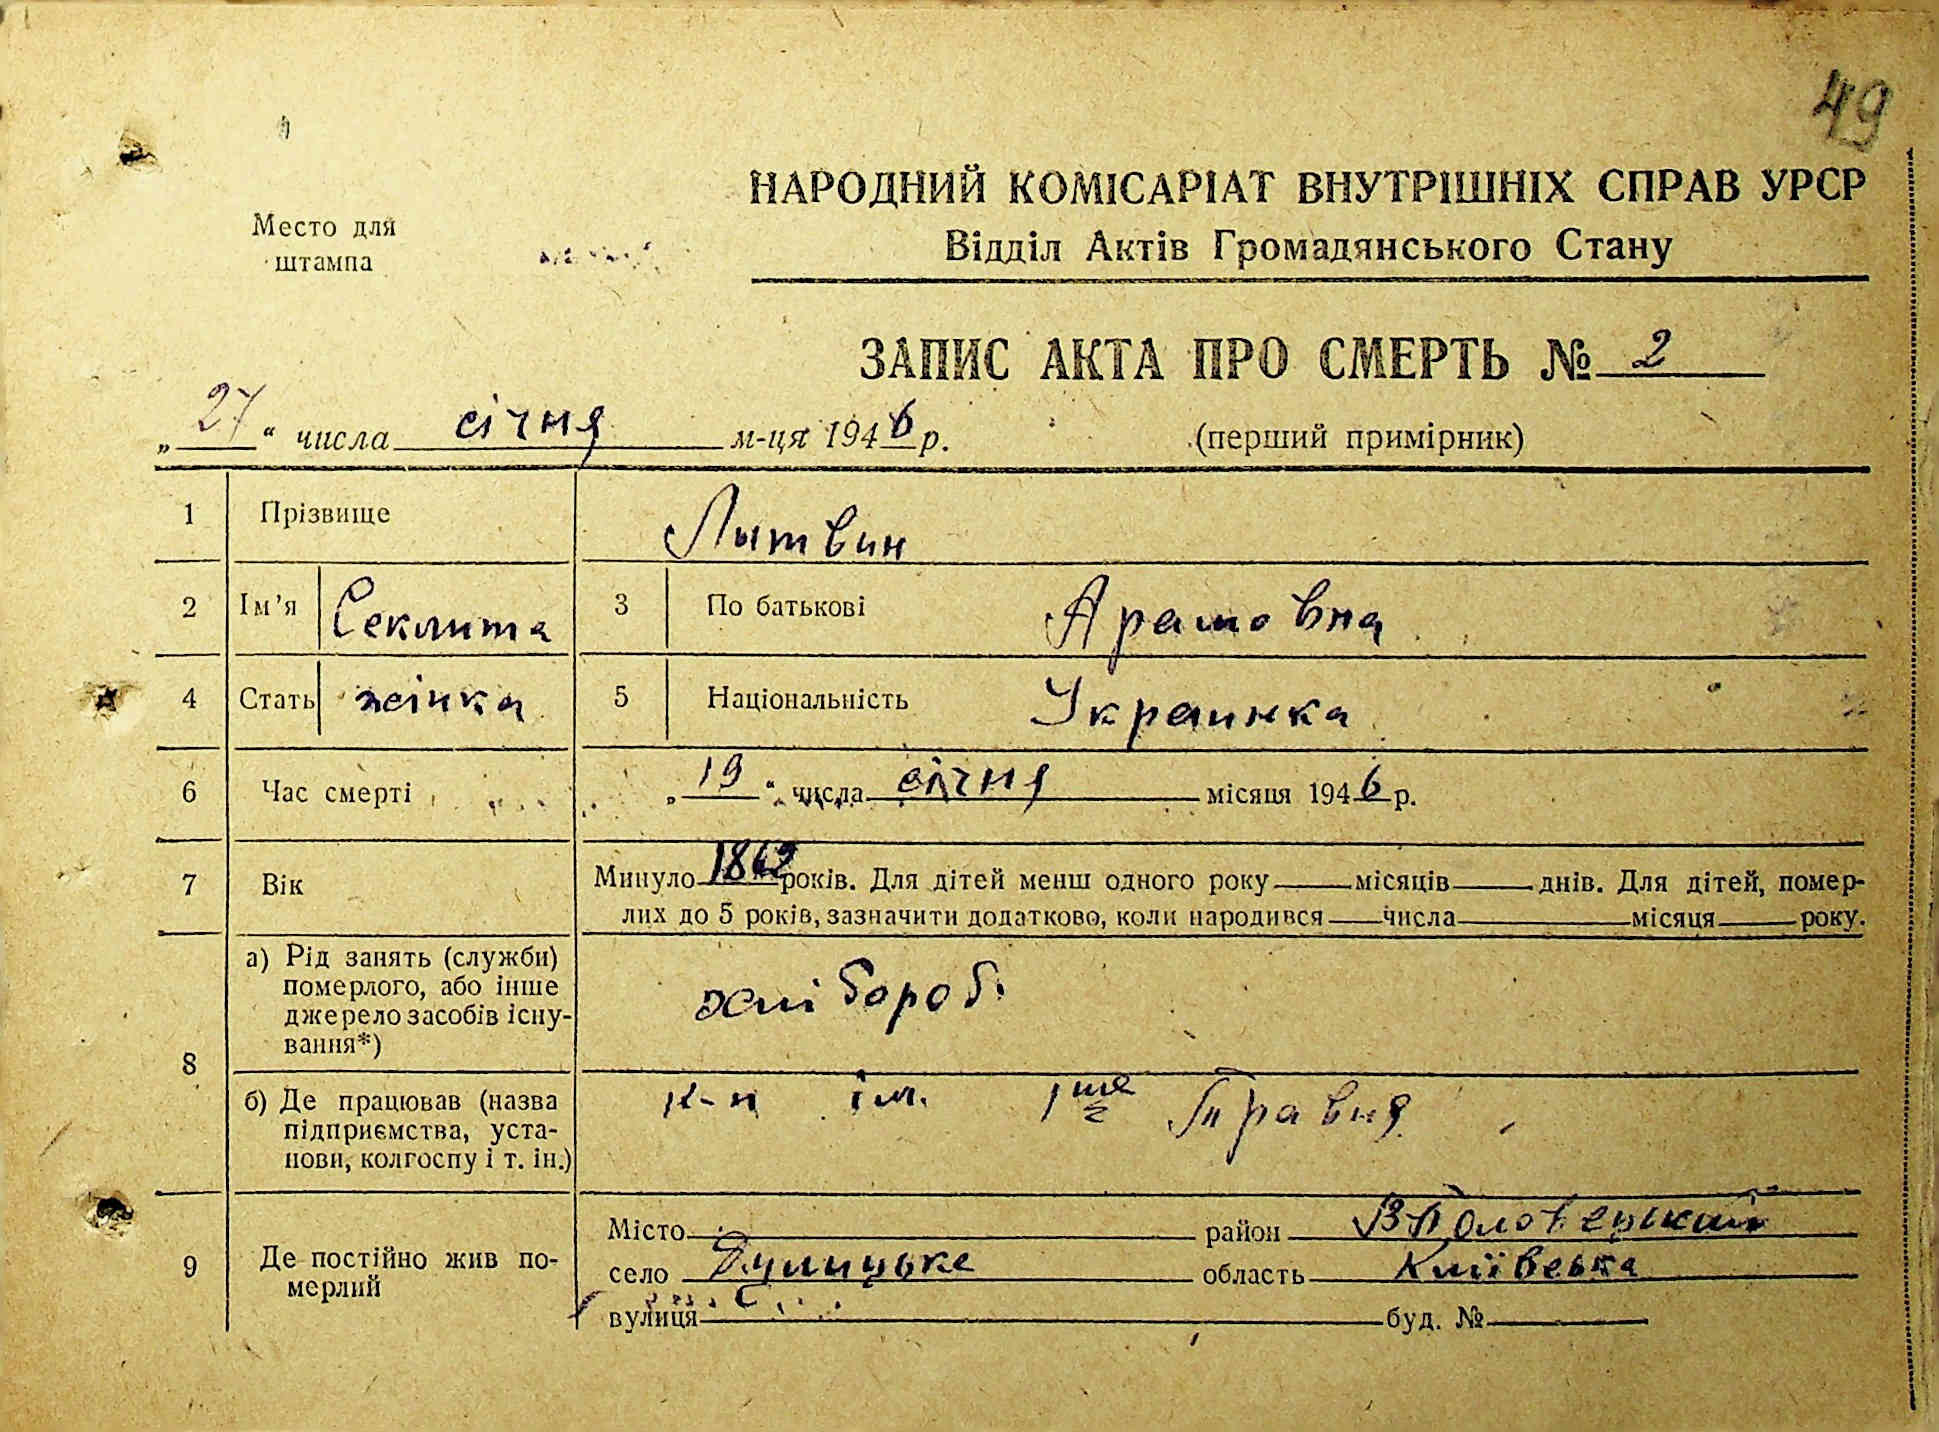 49
Место для
штампа
НАРОДНИЙ КОМІСАРІАТ ВНУТРІШНІХ СПРАВ УРСР
Відділ Актів Громадянського Стану
ЗАПИС АКТА ПРО СМЕРТЬ № 2
„27“ числа січня м-ця 1946 р. (перший примірник)
1 Прізвище Лытвин
2 Ім’я Секлита 3 По батькові
4 Стать жінка 5 Національність Украинка
6 Час смерті „19“ числа січня місяця 1946 р.
7 Вік Минуло 1862 років. Для дітей менш одного року місяців днів. Для дітей, помер-
лих до 5 років, зазначити додатково, коли народився числа місяця року.
8 а) Рід занять (служби)
померлого, або інше
джерело засобів існу-
вання*) хлібороб
б) Де працював (назва
підприємства, уста-
нови, колгоспу і т. ін.) к-п ім. 1ше Травня
9 Де постійно жив по-
мерлий
Місто район В Половецький
село Дулицьке область Київська
вулиця буд. №